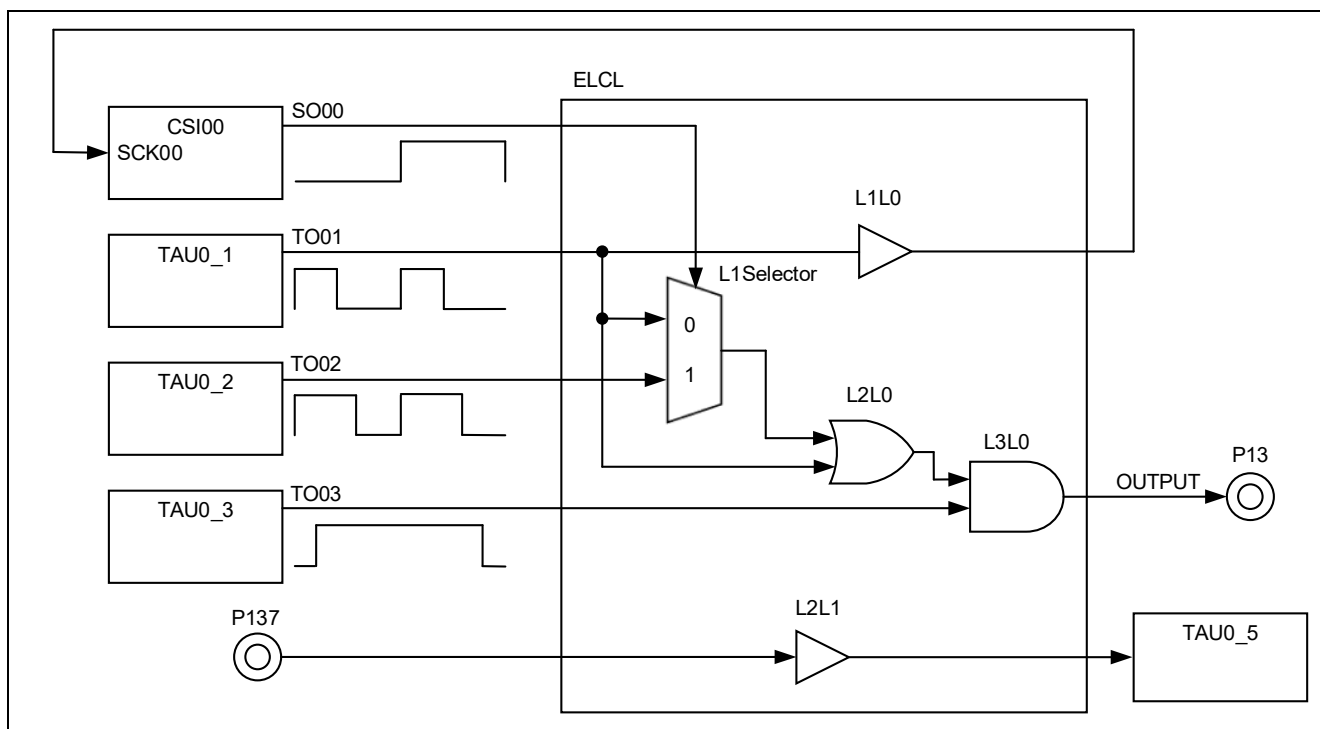 ELCL
SO00
CSI00
SCK00
L1L0
TO01
TAU0_1
L1Selector
0
TO02
1
TAU0_2
L2L0
L3L0
P13
TO03
OUTPUT
TAU0_3
P137
L2L1
TAU0_5